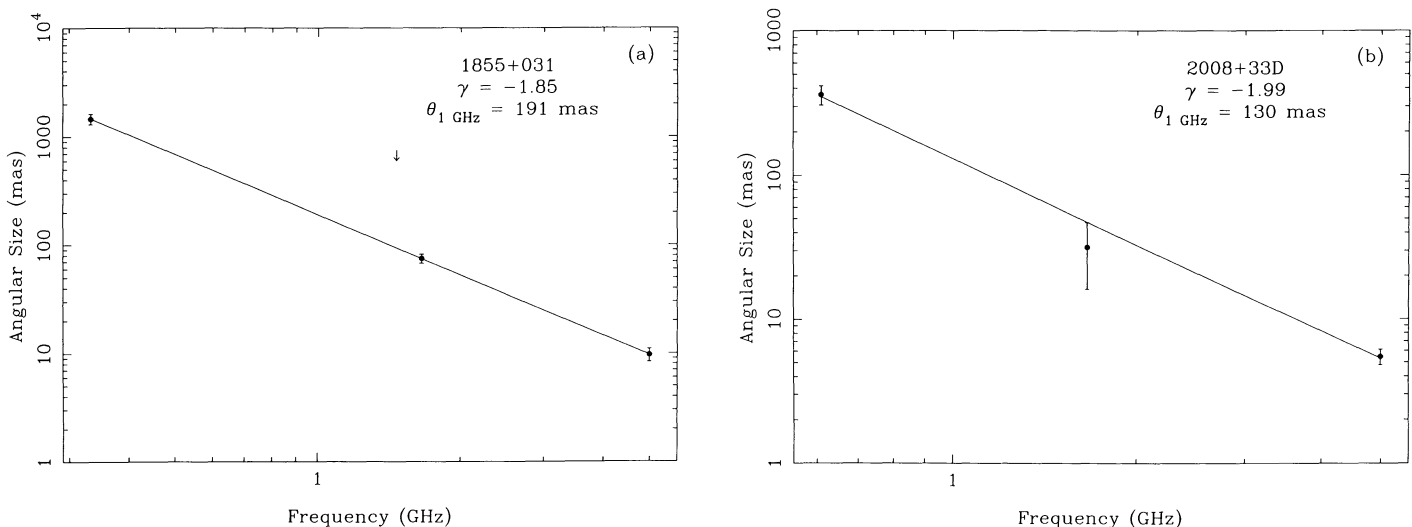 (a)
1855+031
γ = −1.85
θ1 GHz = 191 mas
10^4
1000
100
10
1
Angular Size (mas)
1
Frequency (GHz)
(b)
2008+33D
γ = −1.99
θ1 GHz = 130 mas
1000
100
10
1
Angular Size (mas)
1
Frequency (GHz)